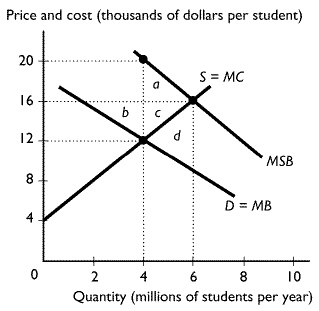 Price and cost (thousands of dollars per student)
20
a
S = MC
16
b
c
12
d
8
MSB
D = MB
4
0
2
4
6
8
10
Quantity (millions of students per year)